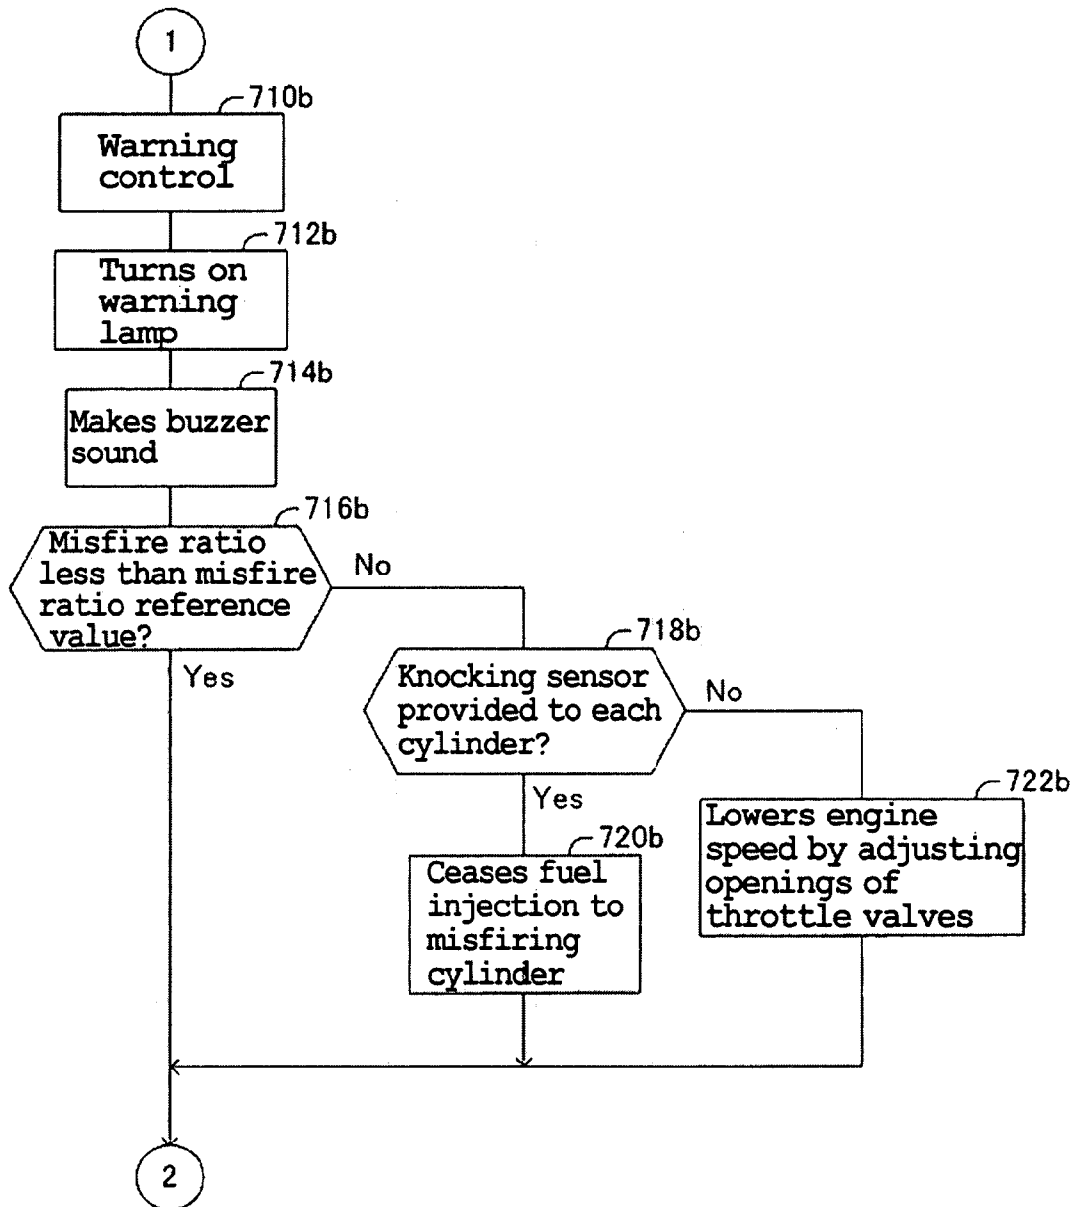 1
710b
Warning
control
712b
Turns on
warning
lamp
714b
Makes buzzer
sound
716b
Misfire ratio
less than misfire
ratio reference
value?
No
Yes
718b
Knocking sensor
provided to each
cylinder?
No
Yes
720b
Ceases fuel
injection to
misfiring
cylinder
722b
Lowers engine
speed by adjusting
openings of
throttle valves
2